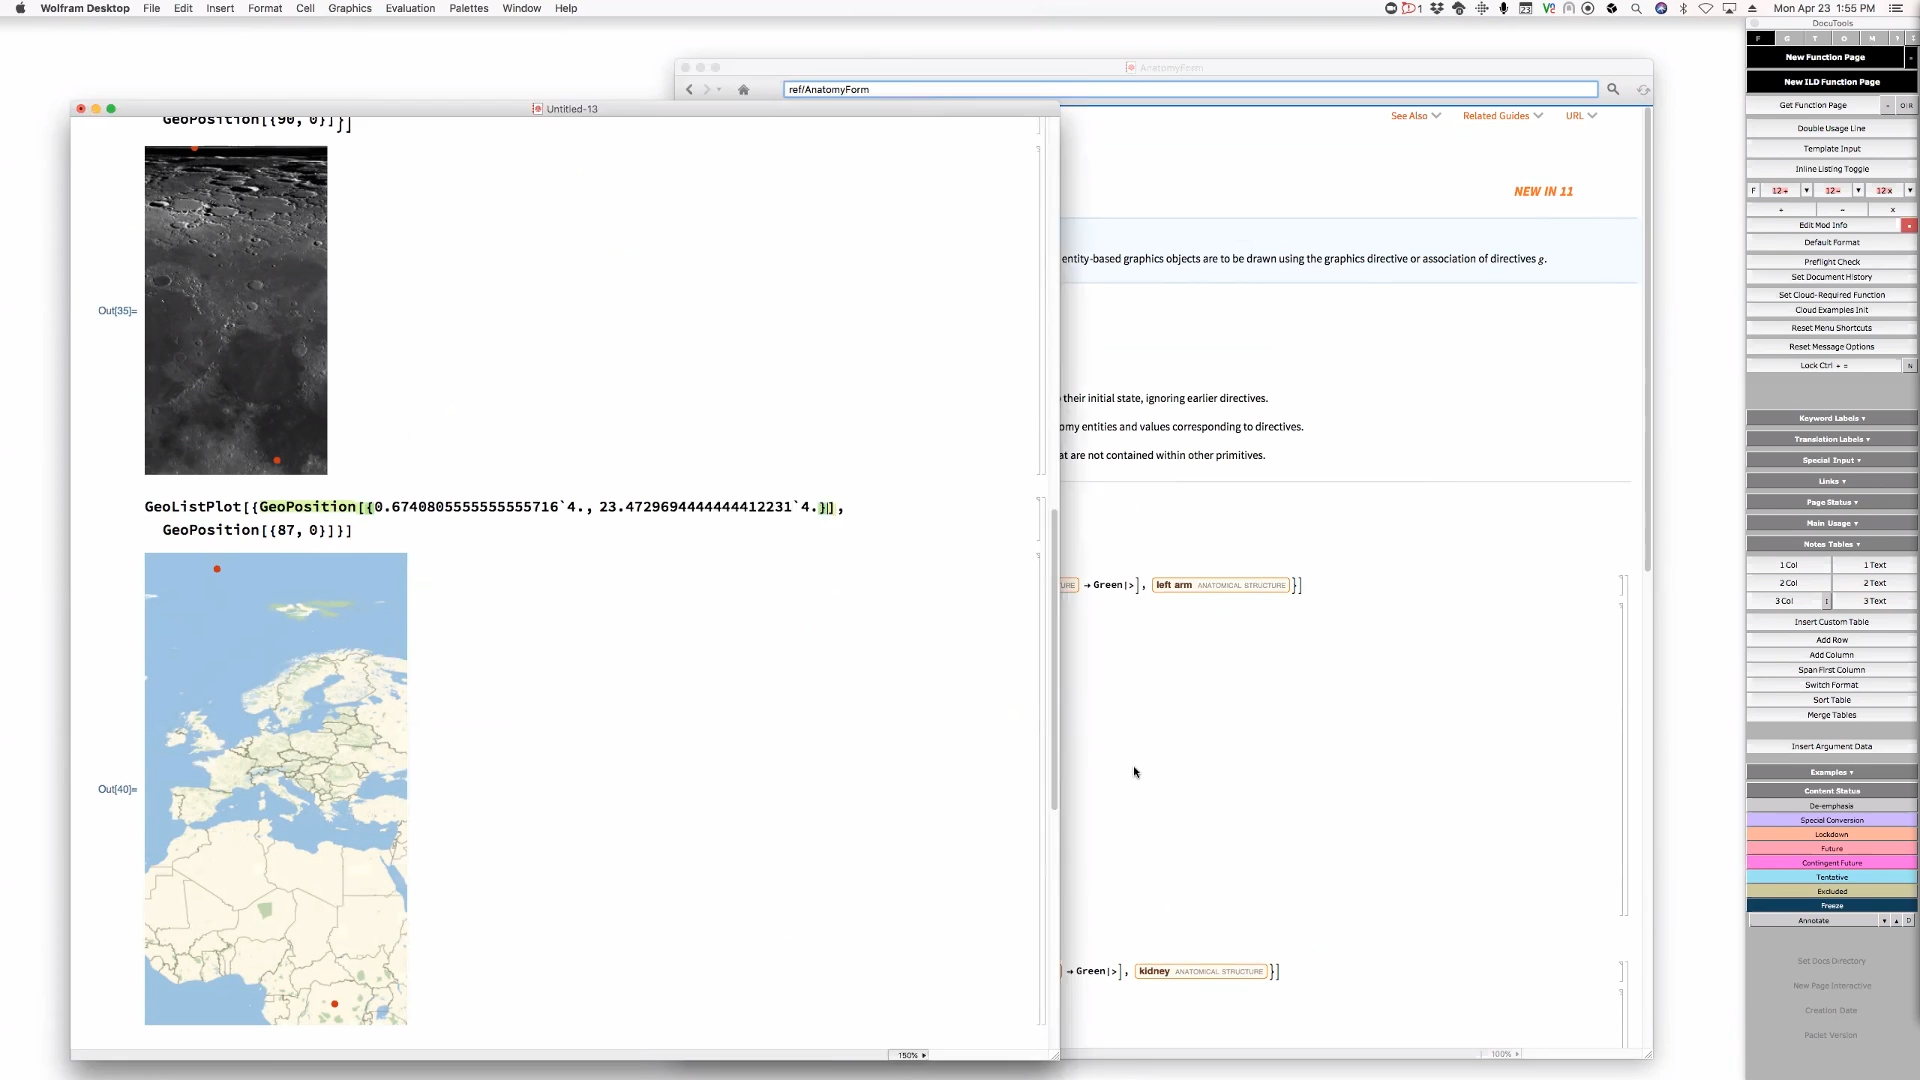 Wolfram Desktop File Edit Insert Format Cell Graphics Evaluation Palettes Window Help
1
23
Mon Apr 23 1:55 PM
DocuTools
F G T O M ?
New Function Page
New ILD Function Page
Get Function Page - O|R
Double Usage Line
Template Input
Inline Listing Toggle
F 12+ 12~ 12x
+ - x
Edit Mod Info
Default Format
Preflight Check
Set Document History
Set Cloud-Required Function
Cloud Examples Init
Reset Menu Shortcuts
Reset Message Options
Lock Ctrl + = N
Keyword Labels
Translation Labels
Special Input
Links
Page Status
Main Usage
Notes Tables
1 Col 1 Text
2 Col 2 Text
3 Col 3 Text
Insert Custom Table
Add Row
Add Column
Span First Column
Switch Format
Sort Table
Merge Tables
Insert Argument Data
Examples
Content Status
De-emphasis
Special Conversion
Lockdown
Future
Contingent Future
Tentative
Excluded
Freeze
Annotate D
Set Docs Directory
New Page Interactive
Creation Date
Paclet Version
AnatomyForm
ref/AnatomyForm
See Also Related Guides URL
NEW IN 11
entity-based graphics objects are to be drawn using the graphics directive or association of directives g.
their initial state, ignoring earlier directives.
omy entities and values corresponding to directives.
at are not contained within other primitives.
URE → Green|>], left arm ANATOMICAL STRUCTURE }]
→ Green|>], kidney ANATOMICAL STRUCTURE }]
100%
Untitled-13
GeoPosition[{90, 0}]}]
Out[35]=
GeoListPlot[{GeoPosition[{0.6740805555555555716`4., 23.4729694444444412231`4.}],
GeoPosition[{87, 0}]}]
Out[40]=
150%